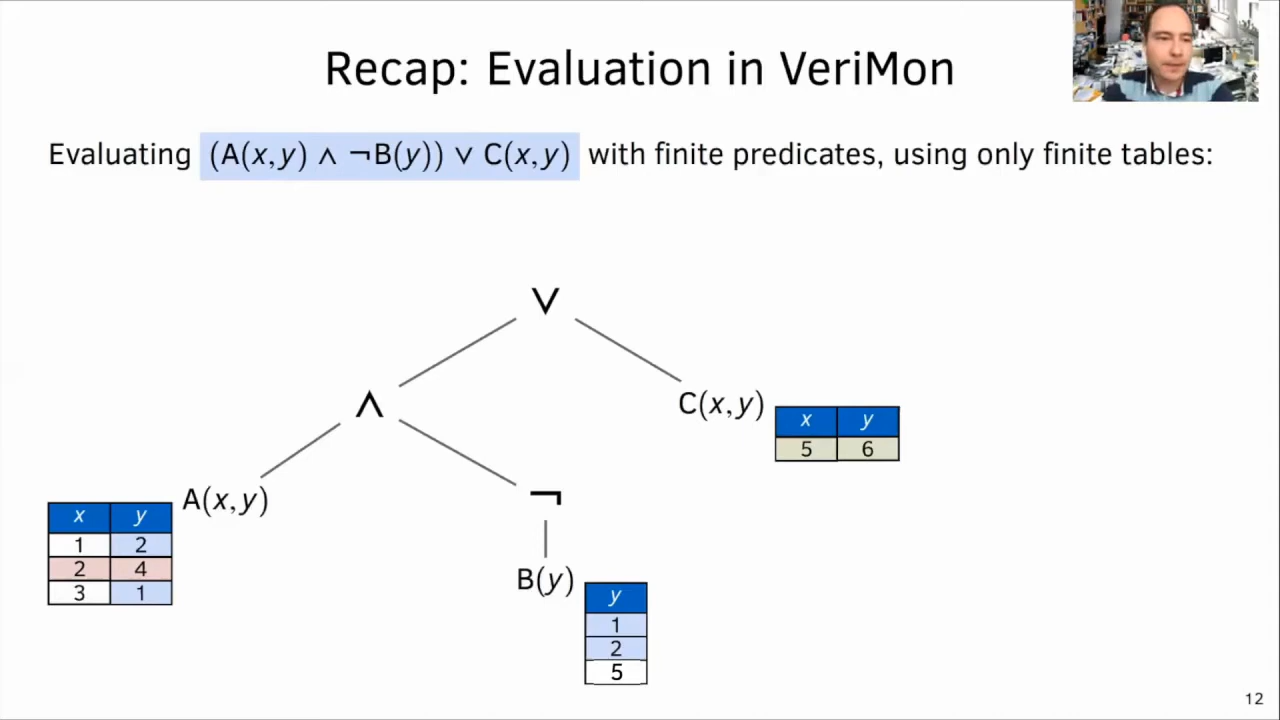 Recap: Evaluation in VeriMon
Evaluating (A(x,y) ∧ ¬B(y)) ∨ C(x,y) with finite predicates, using only finite tables:
∨
∧
C(x,y)
x y
5 6
A(x,y)
x y
1 2
2 4
3 1
¬
B(y)
y
1
2
5
12